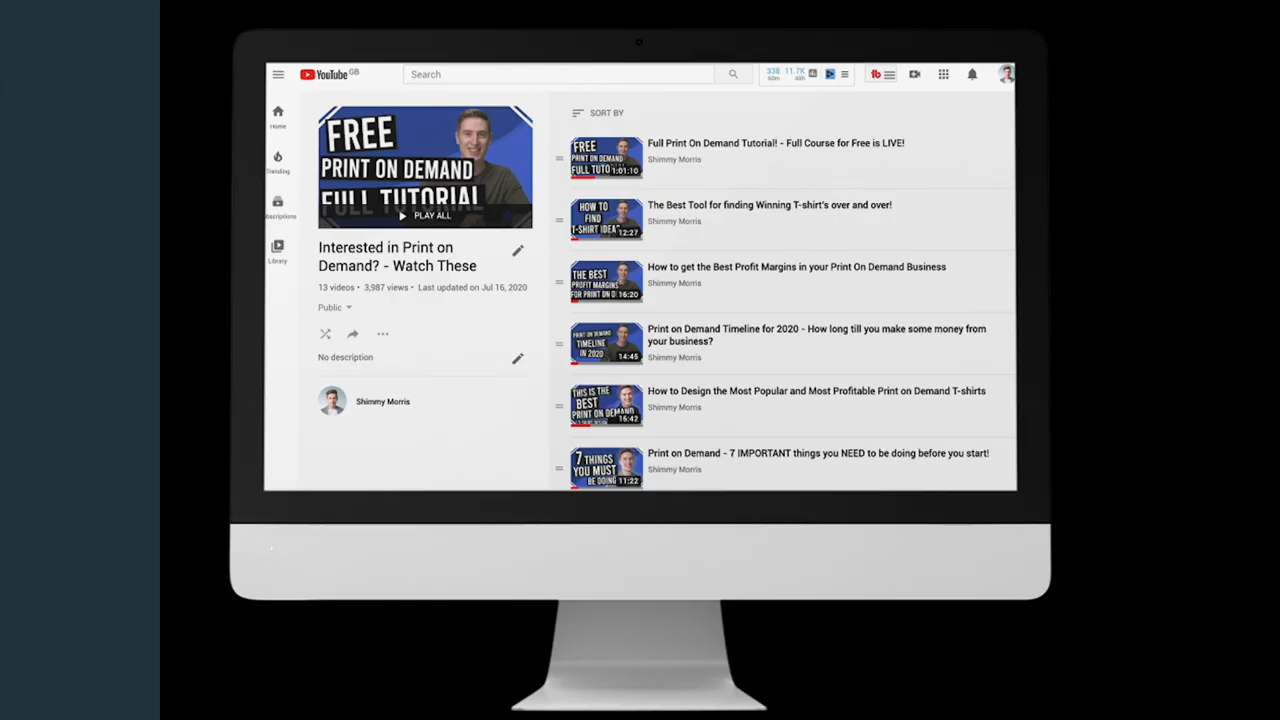 YouTube GB
Search
338 11.7K
60m 48h
Home
Trending
bscriptions
Library
FREE
PRINT ON DEMAND
FULL TUTORIAL
PLAY ALL
Interested in Print on
Demand? - Watch These
13 videos • 3,987 views • Last updated on Jul 16, 2020
Public
No description
Shimmy Morris
SORT BY
FREE
PRINT ON DEMAND
FULL TUTO
1:01:10
Full Print On Demand Tutorial! - Full Course for Free is LIVE!
Shimmy Morris
HOW TO
FIND
T-SHIRT IDEA
12:27
The Best Tool for finding Winning T-shirt's over and over!
Shimmy Morris
THE BEST
PROFIT MARGINS
FOR PRINT ON D
16:20
How to get the Best Profit Margins in your Print On Demand Business
Shimmy Morris
PRINT ON DEMAND
TIMELINE
IN 2020
14:45
Print on Demand Timeline for 2020 - How long till you make some money from
your business?
Shimmy Morris
THIS IS THE
BEST
PRINT ON DEMAND
16:42
How to Design the Most Popular and Most Profitable Print on Demand T-shirts
Shimmy Morris
7 THINGS
YOU MUST
BE DOING
11:22
Print on Demand - 7 IMPORTANT things you NEED to be doing before you start!
Shimmy Morris